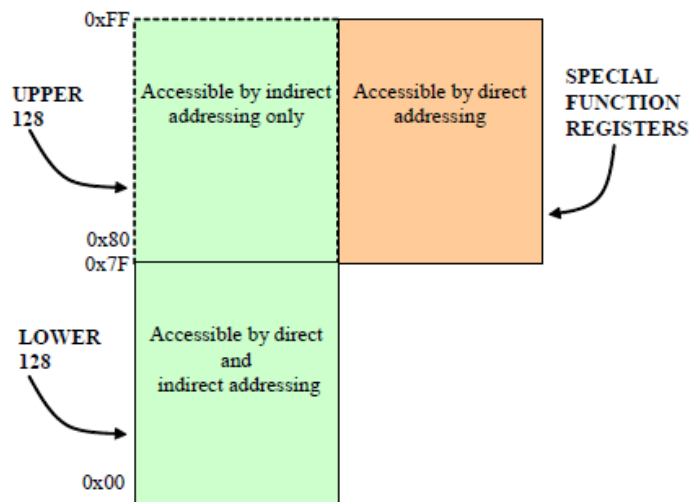 0xFF
Accessible by indirect
addressing only
Accessible by direct
addressing
SPECIAL
FUNCTION
REGISTERS
UPPER
128
0x80
0x7F
LOWER
128
Accessible by direct
and
indirect addressing
0x00